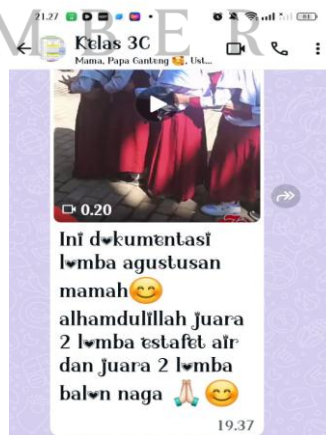 M B E R
21.27
Kelas 3C
Mama, Papa Ganteng 🥰, Ust...
0.20
Ini dokumentasi
lomba agustusan
mamah😊
alhamdulillah juara
2 lomba estafet air
dan juara 2 lomba
balon naga 🙏🏻😊
19.37